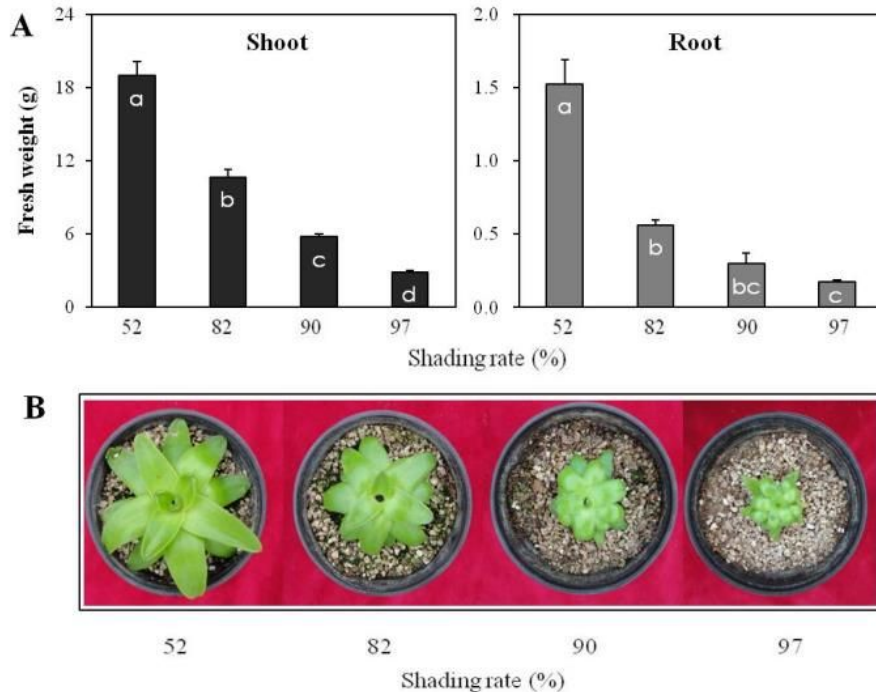 A
Shoot
Root
Fresh weight (g)
24
18
12
6
0
a
b
c
d
52 82 90 97
2.0
1.5
1.0
0.5
0.0
a
b
bc
c
52 82 90 97
Shading rate (%)
B
52 82 90 97
Shading rate (%)